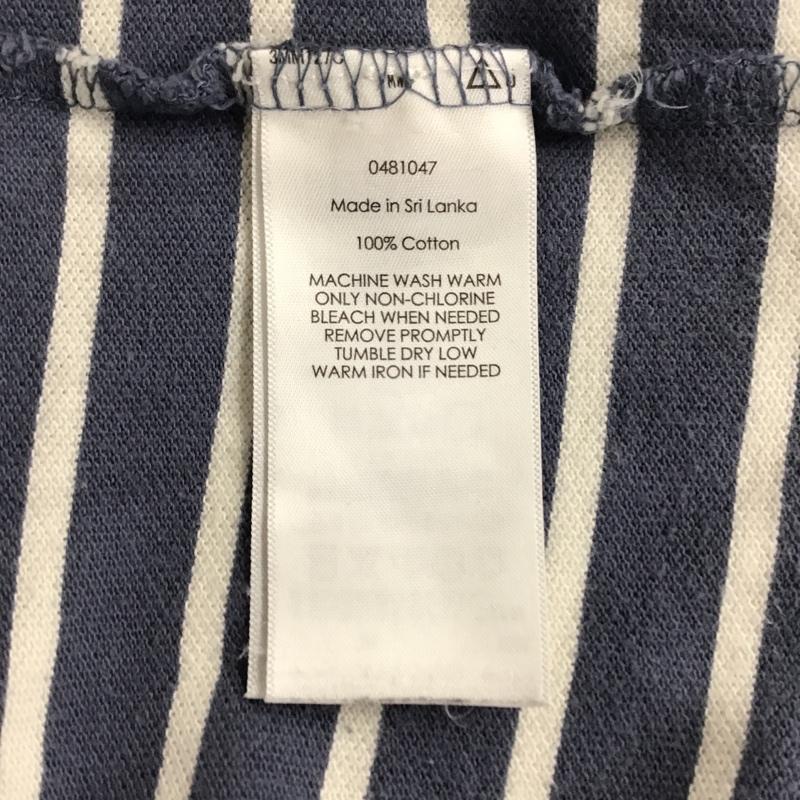 0481047
Made in Sri Lanka
100% Cotton
MACHINE WASH WARM
ONLY NON-CHLORINE
BLEACH WHEN NEEDED
REMOVE PROMPTLY
TUMBLE DRY LOW
WARM IRON IF NEEDED